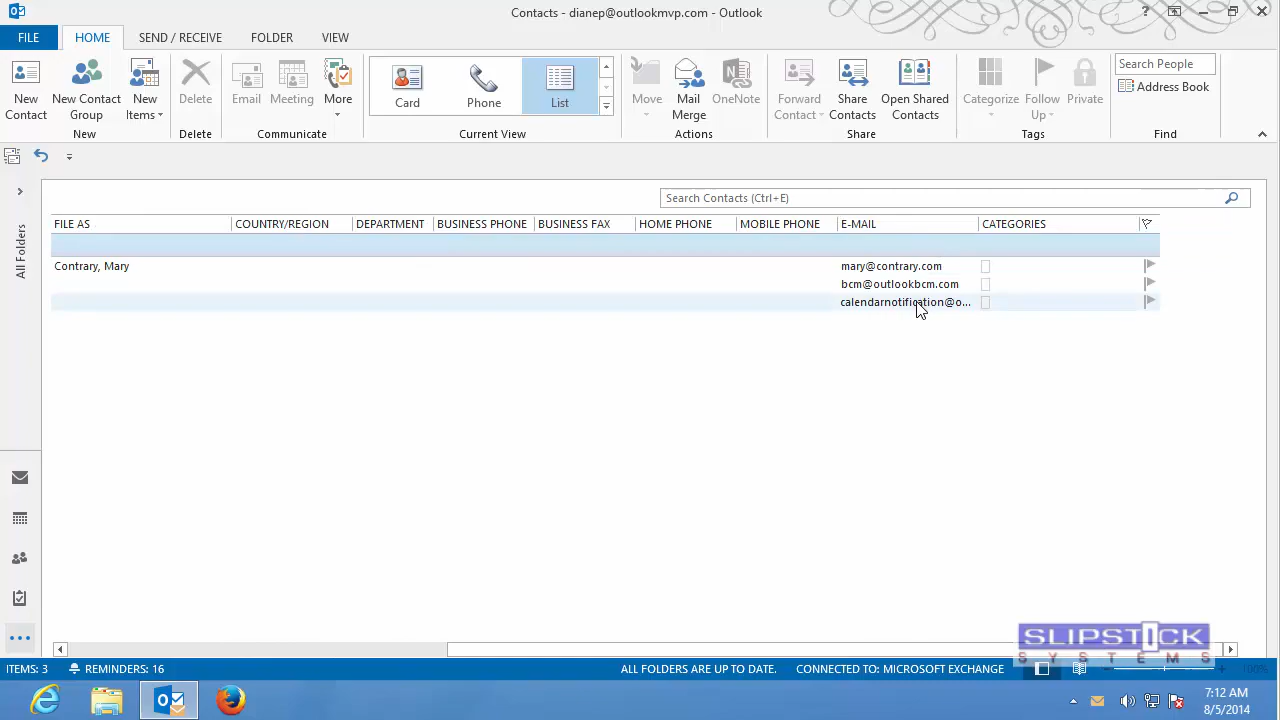 Contacts - dianep@outlookmvp.com - Outlook
?
FILE HOME SEND / RECEIVE FOLDER VIEW
New Contact
New Contact Group
New Items
Delete
Email
Meeting
More
Card
Phone
List
Move
Mail Merge
OneNote
Forward Contact
Share Contacts
Open Shared Contacts
Categorize
Follow Up
Private
Search People
Address Book
New Delete Communicate Current View Actions Share Tags Find
All Folders
Search Contacts (Ctrl+E)
FILE AS COUNTRY/REGION DEPARTMENT BUSINESS PHONE BUSINESS FAX HOME PHONE MOBILE PHONE E-MAIL CATEGORIES
Contrary, Mary mary@contrary.com
bcm@outlookbcm.com
calendarnotification@o...
SLIPSTICK
SYSTEMS
ITEMS: 3 REMINDERS: 16 ALL FOLDERS ARE UP TO DATE. CONNECTED TO: MICROSOFT EXCHANGE 100%
7:12 AM
8/5/2014